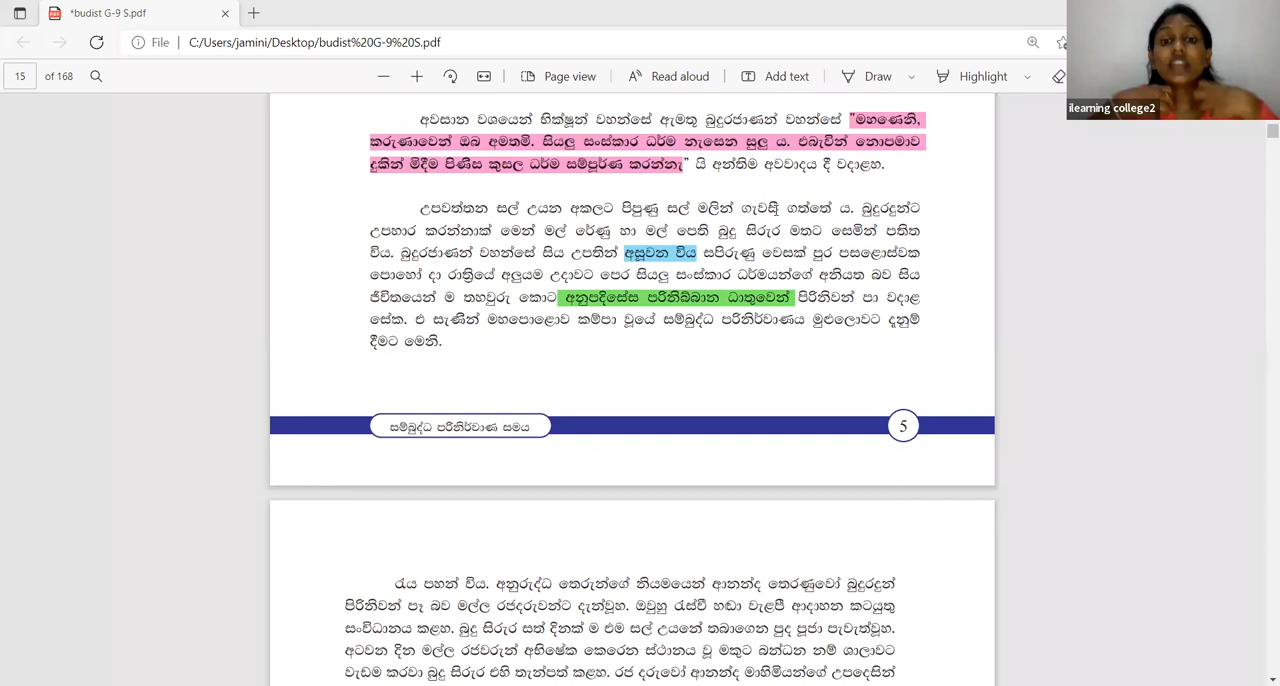 *budist G-9 S.pdf
File
C:/Users/jamini/Desktop/budist%20G-9%20S.pdf
15 of 168
Page view
Read aloud
Add text
Draw
Highlight
ilearning college2
අවසාන වශයෙන් භික්ෂූන් වහන්සේ ඇමතූ බුදුරජාණන් වහන්සේ "මහණෙනි,
කරුණාවෙන් ඔබ අමතමි. සියලු සංස්කාර ධර්ම නැසෙන සුලු ය. එබැවින් නොපමාව
දුකින් මිදීම පිණිස කුසල ධර්ම සම්පූර්ණ කරන්නැ" යි අන්තිම අවවාදය දී වදාළහ.
උපවත්තන සල් උයන අකලට පිපුණු සල් මලින් ගැවසී ගත්තේ ය. බුදුරදුන්ට
උපහාර කරන්නාක් මෙන් මල් රේණු හා මල් පෙති බුදු සිරුර මතට සෙමින් පතිත
විය. බුදුරජාණන් වහන්සේ සිය උපතින් අසූවන විය සපිරුණු වෙසක් පුර පසළොස්වක
පොහෝ දා රාත්‍රියේ අලුයම උදාවට පෙර සියලු සංස්කාර ධර්මයන්ගේ අනියත බව සිය
ජීවිතයෙන් ම තහවුරු කොට අනුපදිසේස පරිනිබ්බාන ධාතුවෙන් පිරිනිවන් පා වදාළ
සේක. එ සැණින් මහපොළොව කම්පා වූයේ සම්බුද්ධ පරිනිර්වාණය මුළුලොවට දැනුම්
දීමට මෙනි.
සම්බුද්ධ පරිනිර්වාණ සමය
5
රැය පහන් විය. අනුරුද්ධ තෙරුන්ගේ නියමයෙන් ආනන්ද තෙරණුවෝ බුදුරදුන්
පිරිනිවන් පෑ බව මල්ල රජදරුවන්ට දැන්වූහ. ඔවුහු රැස්වී හඬා වැළපී ආදාහන කටයුතු
සංවිධානය කළහ. බුදු සිරුර සත් දිනක් ම එම සල් උයනේ තබාගෙන පුද පූජා පැවැත්වූහ.
අටවන දින මල්ල රජවරුන් අභිෂේක කෙරෙන ස්ථානය වූ මකුට බන්ධන නම් ශාලාවට
වැඩම කරවා බුදු සිරුර එහි තැන්පත් කළහ. රජ දරුවෝ ආනන්ද මාහිමියන්ගේ උපදෙසින්